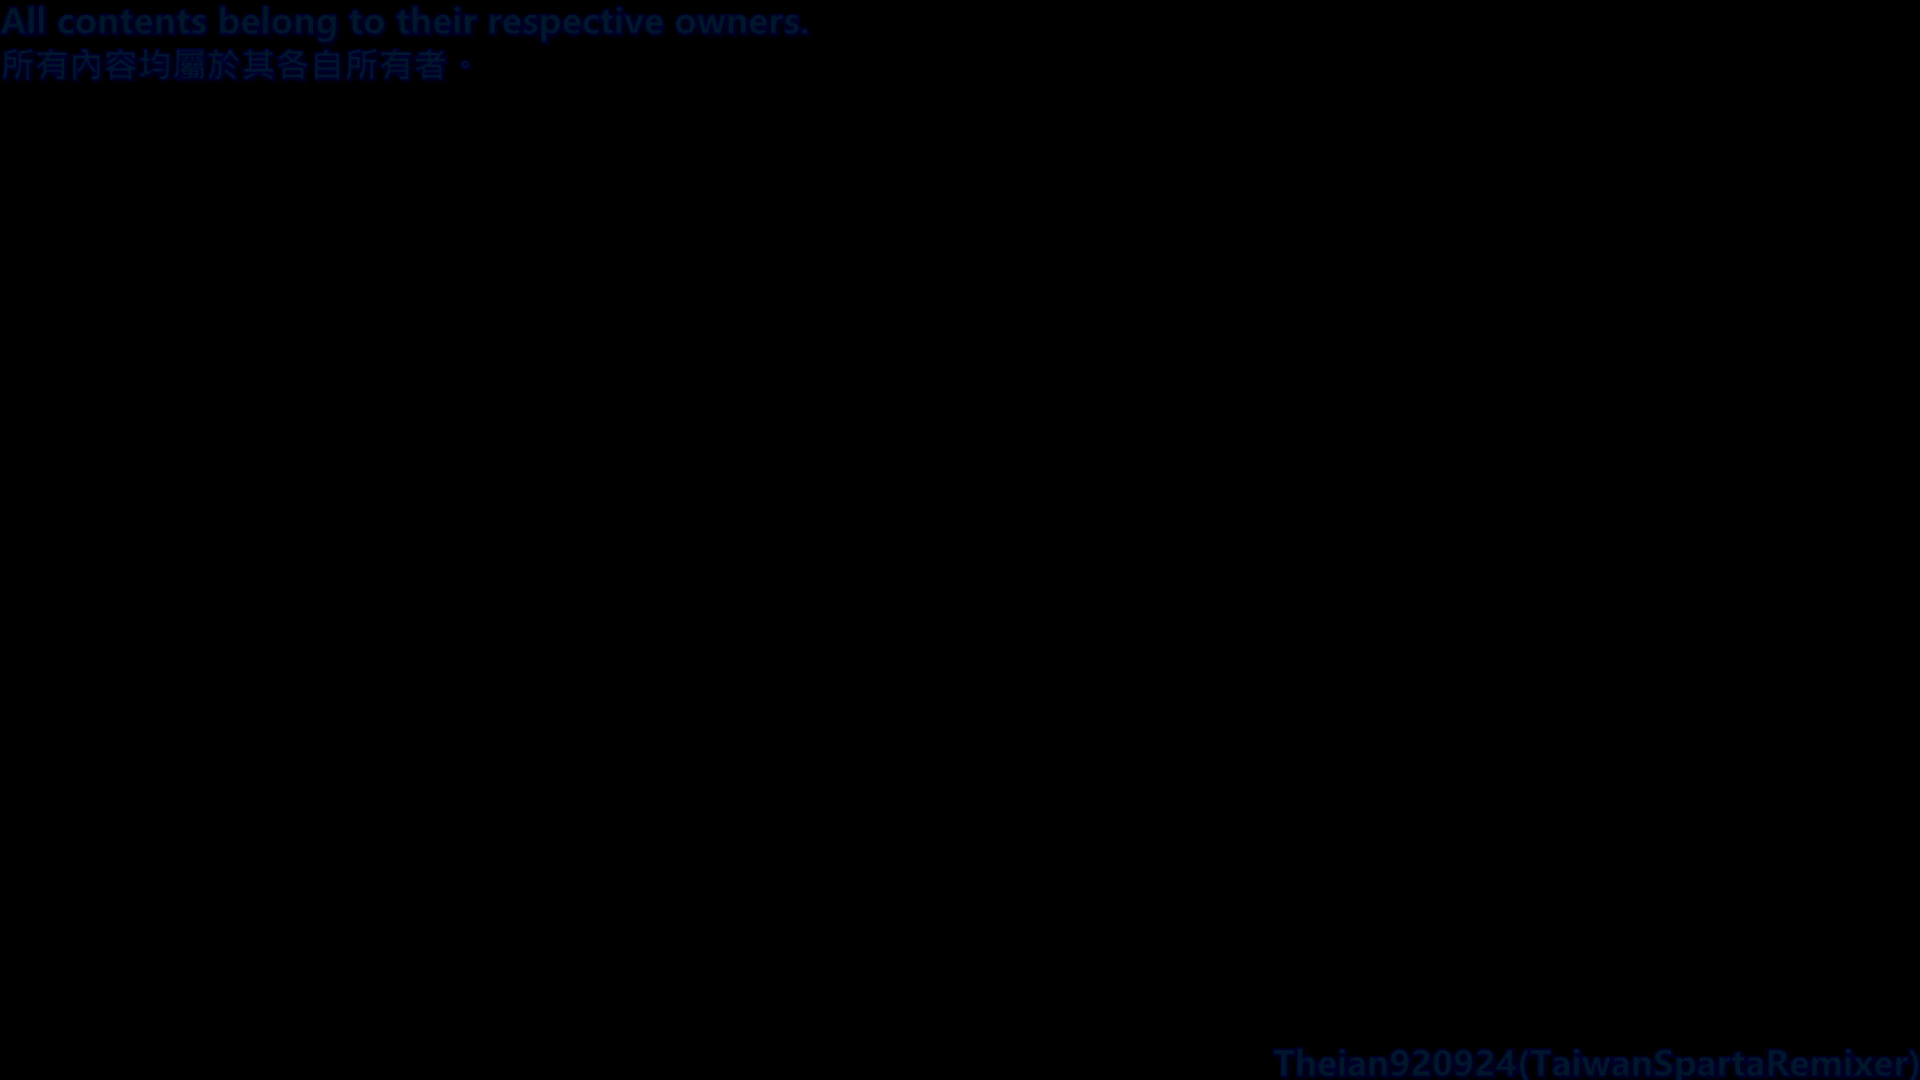 All contents belong to their respective owners.
所有內容均屬於其各自所有者。
Theian920924(TaiwanSpartaRemixer)